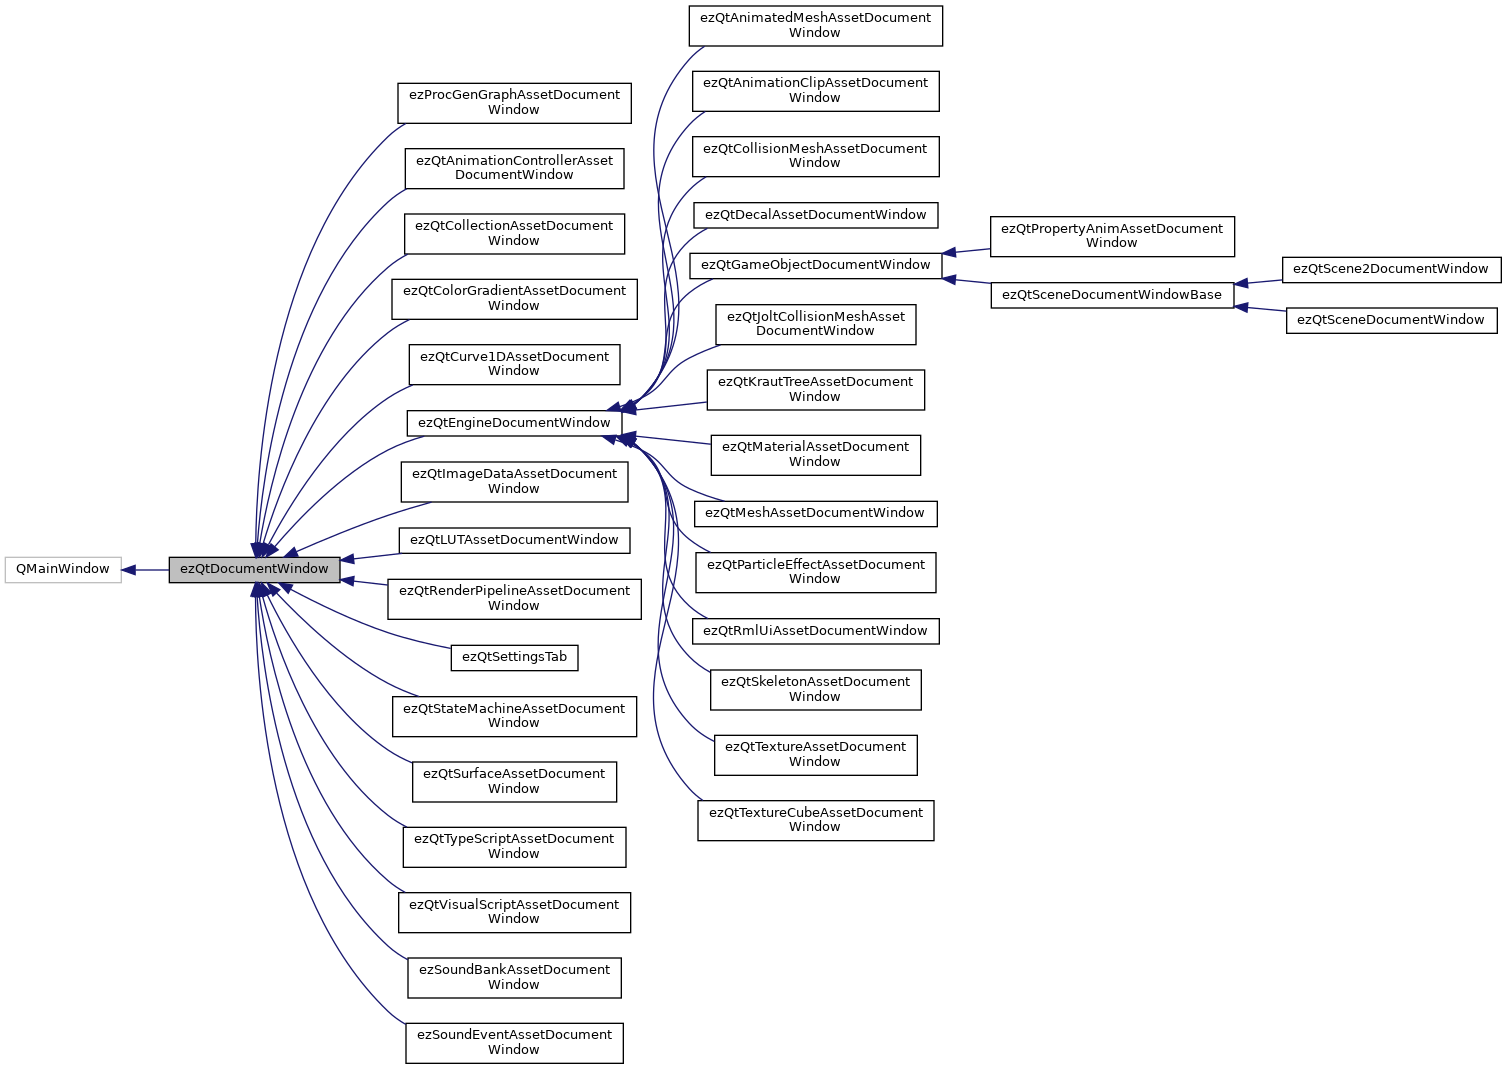 QMainWindow
ezQtDocumentWindow
ezProcGenGraphAssetDocument
Window
ezQtAnimationControllerAsset
DocumentWindow
ezQtCollectionAssetDocument
Window
ezQtColorGradientAssetDocument
Window
ezQtCurve1DAssetDocument
Window
ezQtEngineDocumentWindow
ezQtImageDataAssetDocument
Window
ezQtLUTAssetDocumentWindow
ezQtRenderPipelineAssetDocument
Window
ezQtSettingsTab
ezQtStateMachineAssetDocument
Window
ezQtSurfaceAssetDocument
Window
ezQtTypeScriptAssetDocument
Window
ezQtVisualScriptAssetDocument
Window
ezSoundBankAssetDocument
Window
ezSoundEventAssetDocument
Window
ezQtAnimatedMeshAssetDocument
Window
ezQtAnimationClipAssetDocument
Window
ezQtCollisionMeshAssetDocument
Window
ezQtDecalAssetDocumentWindow
ezQtGameObjectDocumentWindow
ezQtJoltCollisionMeshAsset
DocumentWindow
ezQtKrautTreeAssetDocument
Window
ezQtMaterialAssetDocument
Window
ezQtMeshAssetDocumentWindow
ezQtParticleEffectAssetDocument
Window
ezQtRmlUiAssetDocumentWindow
ezQtSkeletonAssetDocument
Window
ezQtTextureAssetDocument
Window
ezQtTextureCubeAssetDocument
Window
ezQtPropertyAnimAssetDocument
Window
ezQtSceneDocumentWindowBase
ezQtScene2DocumentWindow
ezQtSceneDocumentWindow